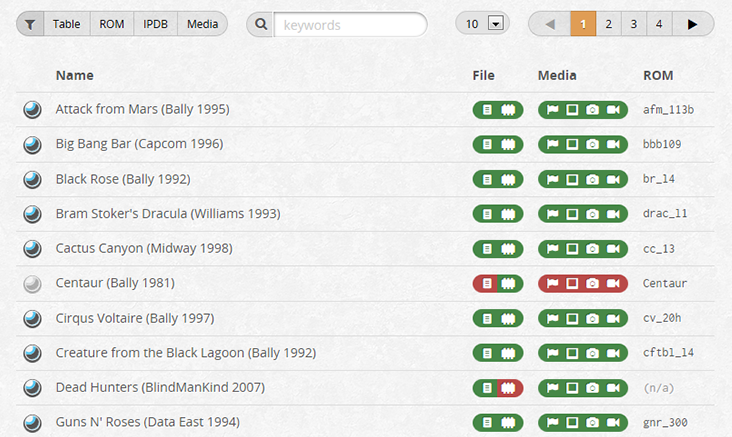 Table ROM IPDB Media keywords 10 1 2 3 4
Name File Media ROM
Attack from Mars (Bally 1995) afm_113b
Big Bang Bar (Capcom 1996) bbb109
Black Rose (Bally 1992) br_l4
Bram Stoker's Dracula (Williams 1993) drac_l1
Cactus Canyon (Midway 1998) cc_13
Centaur (Bally 1981) Centaur
Cirqus Voltaire (Bally 1997) cv_20h
Creature from the Black Lagoon (Bally 1992) cftbl_l4
Dead Hunters (BlindManKind 2007) (n/a)
Guns N' Roses (Data East 1994) gnr_300